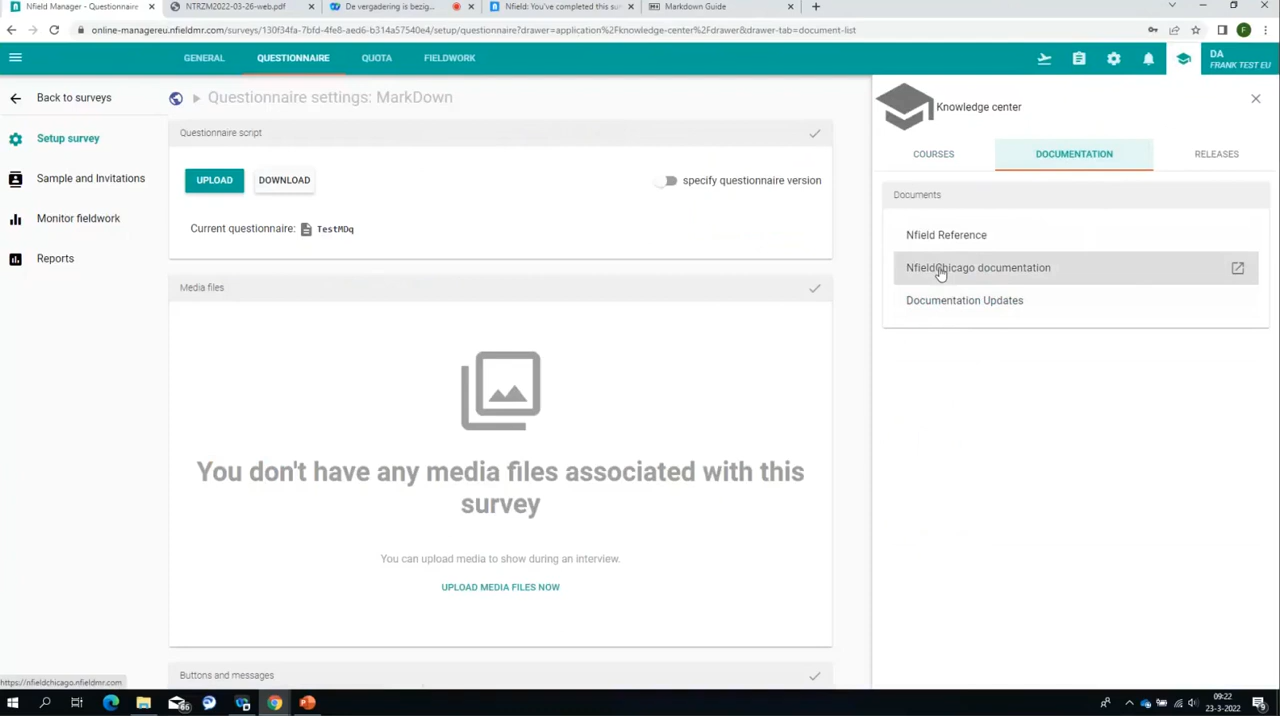 Nfield Manager - Questionnaire
NTRZM2022-03-26-web.pdf
De vergadering is bezig...
Nfield: You've completed this su
Markdown Guide
online-managereu.nfieldmr.com/surveys/130f34fa-7bfd-4fe8-aed6-b314a57540e4/setup/questionnaire?drawer=application%2Fknowledge-center%2Fdrawer&drawer-tab=document-list
F
GENERAL
QUESTIONNAIRE
QUOTA
FIELDWORK
DA
FRANK TEST EU
Back to surveys
Setup survey
Sample and Invitations
Monitor fieldwork
Reports
Questionnaire settings: MarkDown
Questionnaire script
UPLOAD
DOWNLOAD
specify questionnaire version
Current questionnaire: TestMDq
Media files
You don't have any media files associated with this
survey
You can upload media to show during an interview.
UPLOAD MEDIA FILES NOW
Buttons and messages
Knowledge center
COURSES
DOCUMENTATION
RELEASES
Documents
Nfield Reference
NfieldChicago documentation
Documentation Updates
https://nfieldchicago.nfieldmr.com
66
09:22
23-3-2022